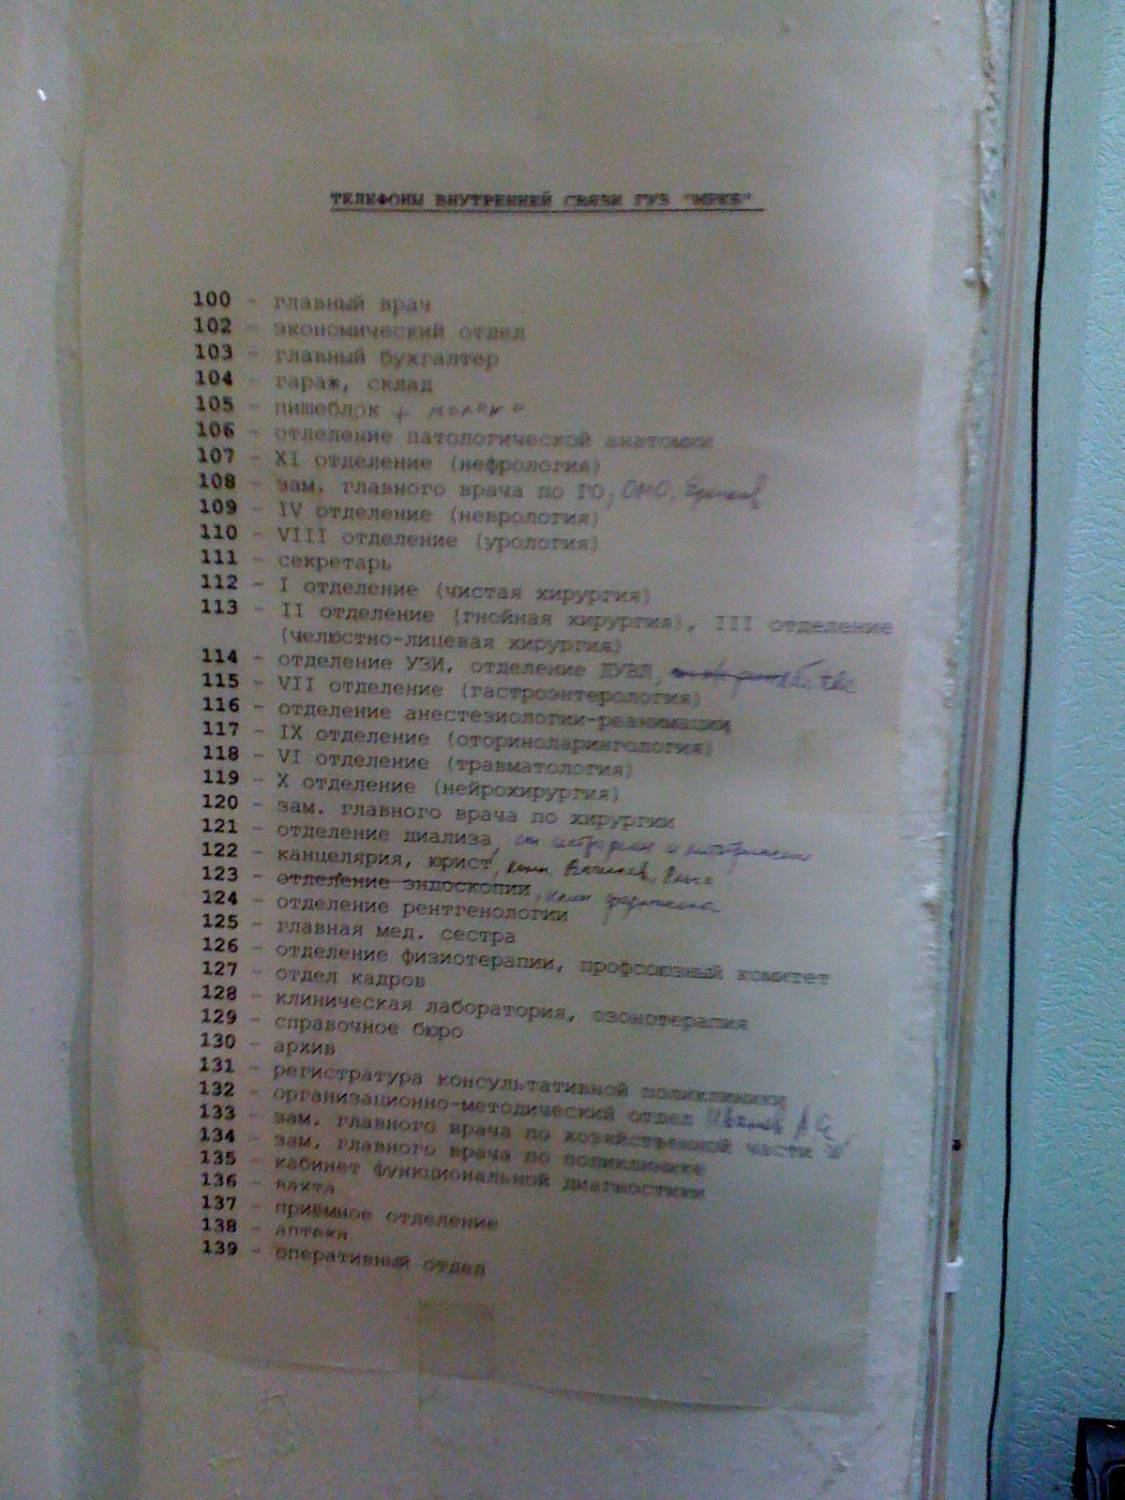 ТЕЛЕФОНЫ ВНУТРЕННЕЙ СВЯЗИ ГУЗ "МРКБ"
100 - главный врач
102 - экономический отдел
103 - главный бухгалтер
104 - гараж, склад
105 - пищеблок + молоко
106 - отделение патологической анатомии
107 - XI отделение (нефрология)
108 - зам. главного врача по ГО, ОМО,
109 - IV отделение (неврология)
110 - VIII отделение (урология)
111 - секретарь
112 - I отделение (чистая хирургия)
113 - II отделение (гнойная хирургия), III отделение
(челюстно-лицевая хирургия)
114 - отделение УЗИ, отделение ДУВЛ,
115 - VII отделение (гастроэнтерология)
116 - отделение анестезиологии-реанимации
117 - IX отделение (оториноларингология)
118 - VI отделение (травматология)
119 - X отделение (нейрохирургия)
120 - зам. главного врача по хирургии
121 - отделение диализа,
122 - канцелярия, юрист,
123 - отделение эндоскопии,
124 - отделение рентгенологии
125 - главная мед. сестра
126 - отделение физиотерапии, профсоюзный комитет
127 - отдел кадров
128 - клиническая лаборатория, озонотерапия
129 - справочное бюро
130 - архив
131 - регистратура консультативной поликлиники
132 - организационно-методический отдел
133 - зам. главного врача по хозяйственной части
134 - зам. главного врача по поликлинике
135 - кабинет функциональной диагностики
136 - вахта
137 - приёмное отделение
138 - аптека
139 - оперативный отдел